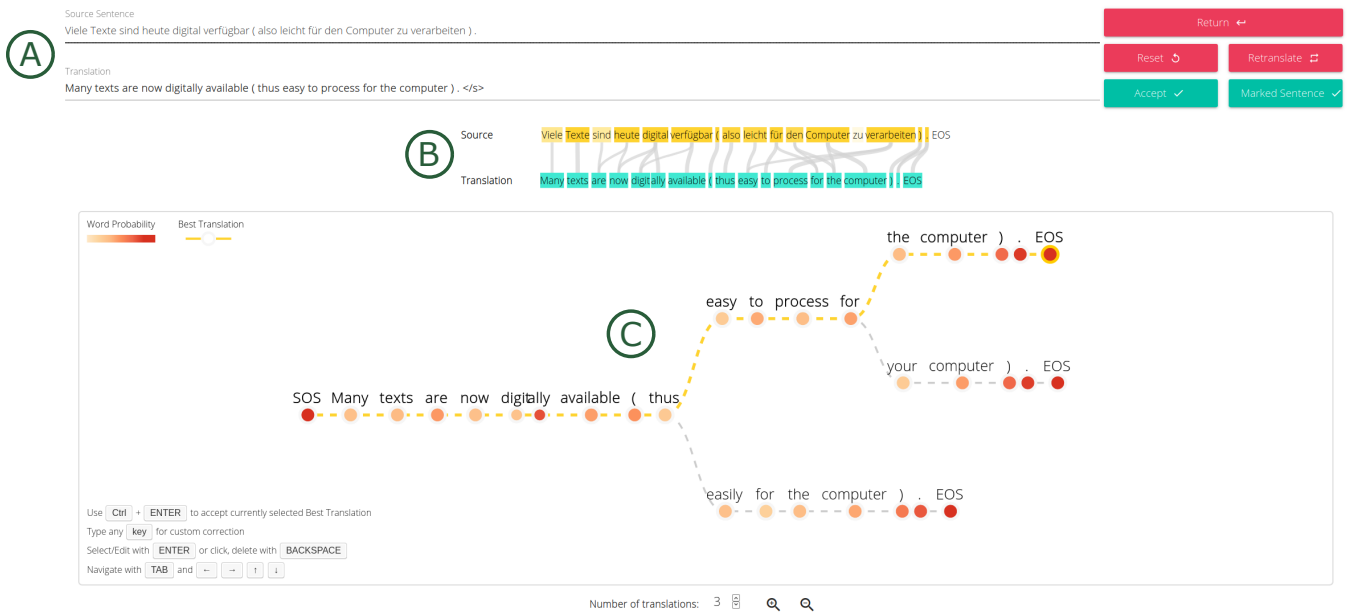 A
Source Sentence
Viele Texte sind heute digital verfügbar ( also leicht für den Computer zu verarbeiten ) .
Translation
Many texts are now digitally available ( thus easy to process for the computer ) . </s>
Return
Reset
Retranslate
Accept
Marked Sentence
B
Source
Viele Texte sind heute digital verfügbar ( also leicht für den Computer zu verarbeiten ) . EOS
Translation
Many texts are now digitally available ( thus easy to process for the computer ) . EOS
Word Probability
Best Translation
the computer ) . EOS
easy to process for
C
your computer ) . EOS
SOS Many texts are now digitally available ( thus
easily for the computer ) . EOS
Use Ctrl + ENTER to accept currently selected Best Translation
Type any key for custom correction
Select/Edit with ENTER or click, delete with BACKSPACE
Navigate with TAB and ← → ↑ ↓
Number of translations: 3